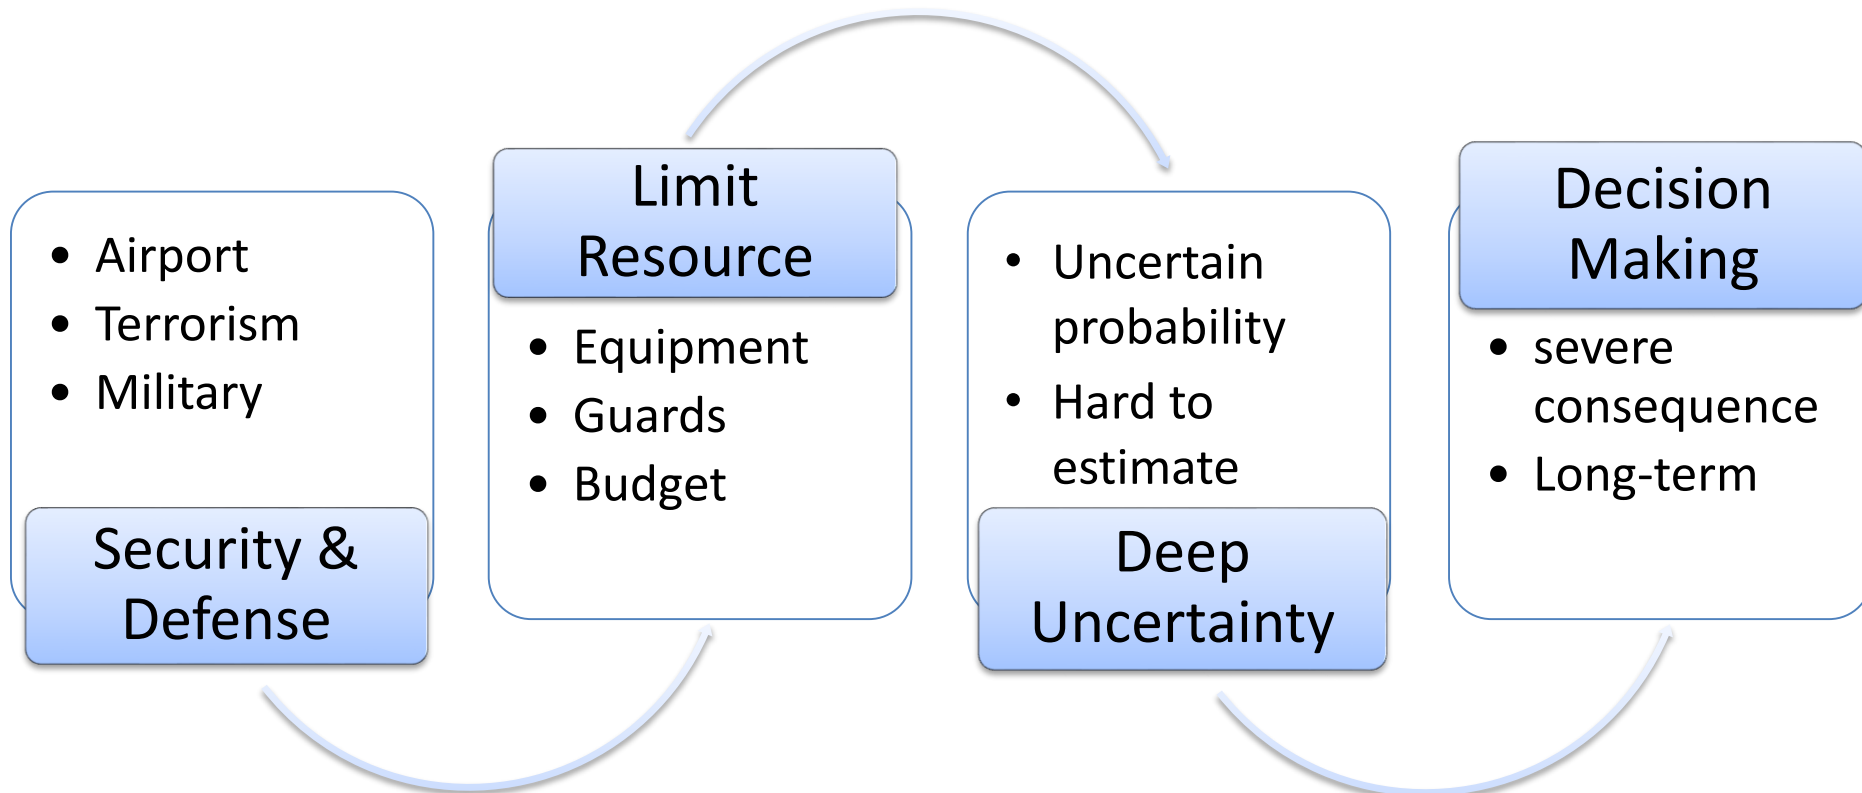 • Airport
• Terrorism
• Military
Security &
Defense
Limit
Resource
• Equipment
• Guards
• Budget
• Uncertain
probability
• Hard to
estimate
Deep
Uncertainty
Decision
Making
• severe
consequence
• Long-term